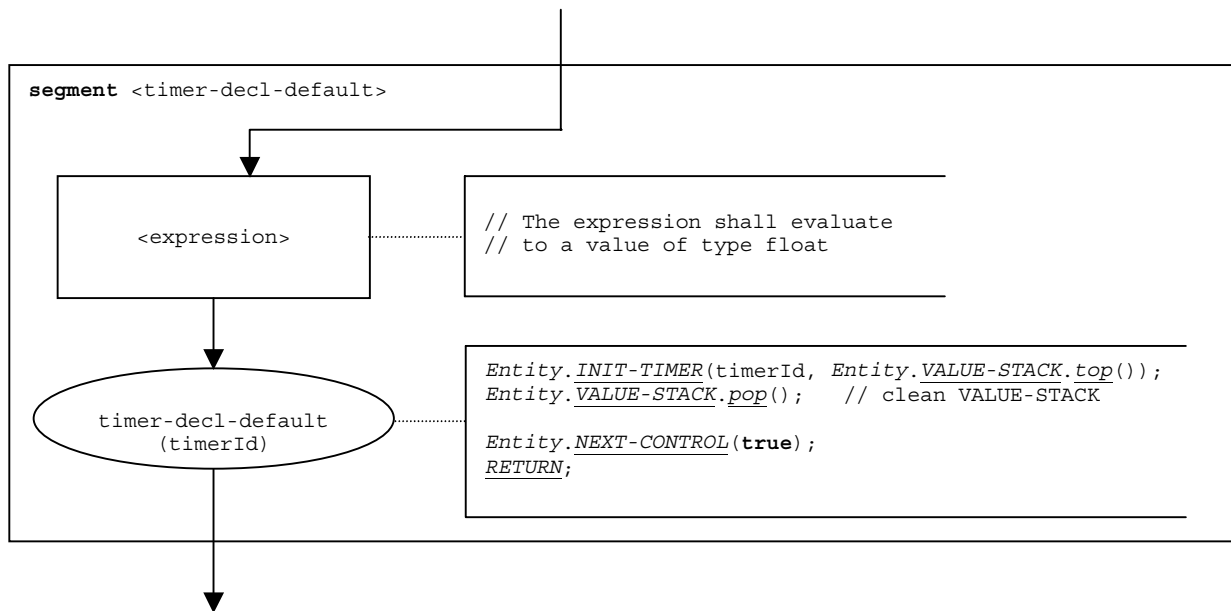 segment <timer-decl-default>
<expression>
// The expression shall evaluate
// to a value of type float
timer-decl-default
(timerId)
Entity.INIT-TIMER(timerId, Entity.VALUE-STACK.top());
Entity.VALUE-STACK.pop();   // clean VALUE-STACK
Entity.NEXT-CONTROL(true);
RETURN;